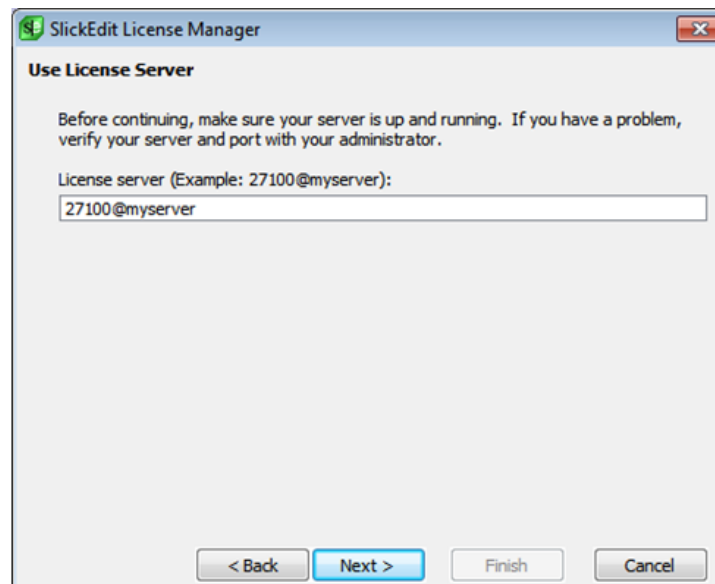 SlickEdit License Manager
Use License Server
Before continuing, make sure your server is up and running. If you have a problem,
verify your server and port with your administrator.
License server (Example: 27100@myserver):
27100@myserver
< Back Next > Finish Cancel